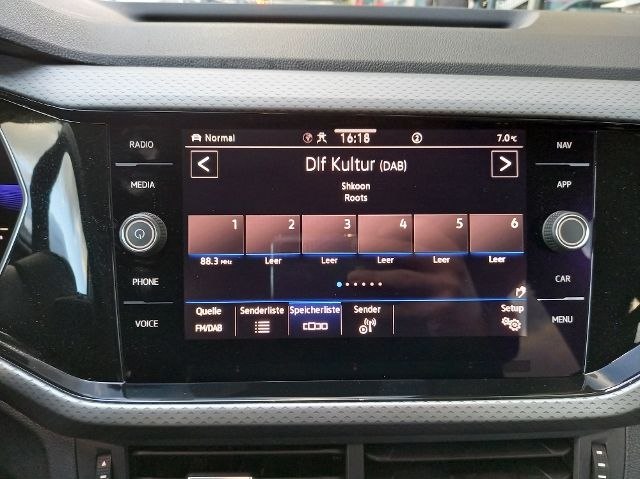 RADIO
MEDIA
PHONE
VOICE
Normal 16:18 2 7.0°C
< Dlf Kultur (DAB) >
Shkoon
Roots
1 2 3 4 5 6
88.3 MHz Leer Leer Leer Leer Leer
Quelle Senderliste Speicherliste Sender Setup
FM/DAB
NAV
APP
CAR
MENU